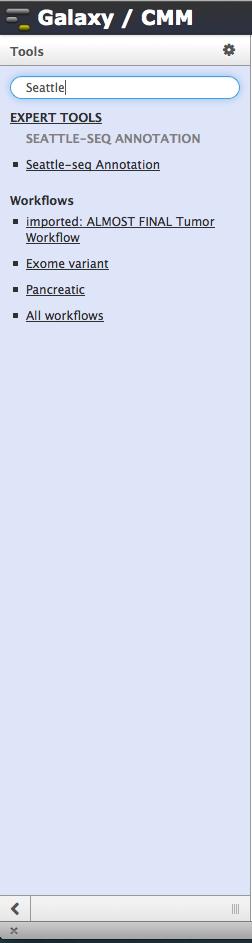 Galaxy / CMM
Tools
Seattle
EXPERT TOOLS
SEATTLE-SEQ ANNOTATION
Seattle-seq Annotation
Workflows
imported: ALMOST FINAL Tumor
Workflow
Exome variant
Pancreatic
All workflows